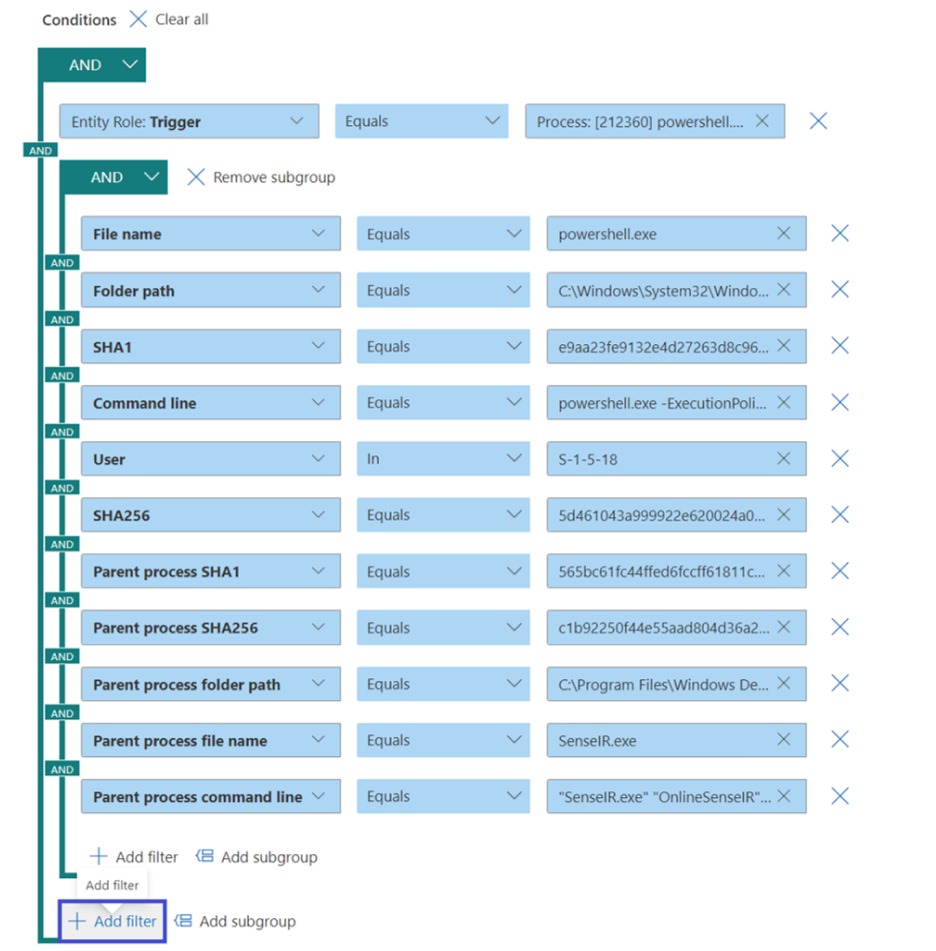 Conditions Clear all
AND
Entity Role: Trigger Equals Process: [212360] powershell....
AND
AND Remove subgroup
File name Equals powershell.exe
AND
Folder path Equals C:\Windows\System32\Windo...
AND
SHA1 Equals e9aa23fe9132e4d27263d8c96...
AND
Command line Equals powershell.exe -ExecutionPoli...
AND
User In S-1-5-18
AND
SHA256 Equals 5d461043a999922e620024a0...
AND
Parent process SHA1 Equals 565bc61fc44ffed6fccff61811c...
AND
Parent process SHA256 Equals c1b92250f44e55aad804d36a2...
AND
Parent process folder path Equals C:\Program Files\Windows De...
AND
Parent process file name Equals SenseIR.exe
AND
Parent process command line Equals "SenseIR.exe" "OnlineSenseIR"...
Add filter Add subgroup
Add filter
Add filter Add subgroup